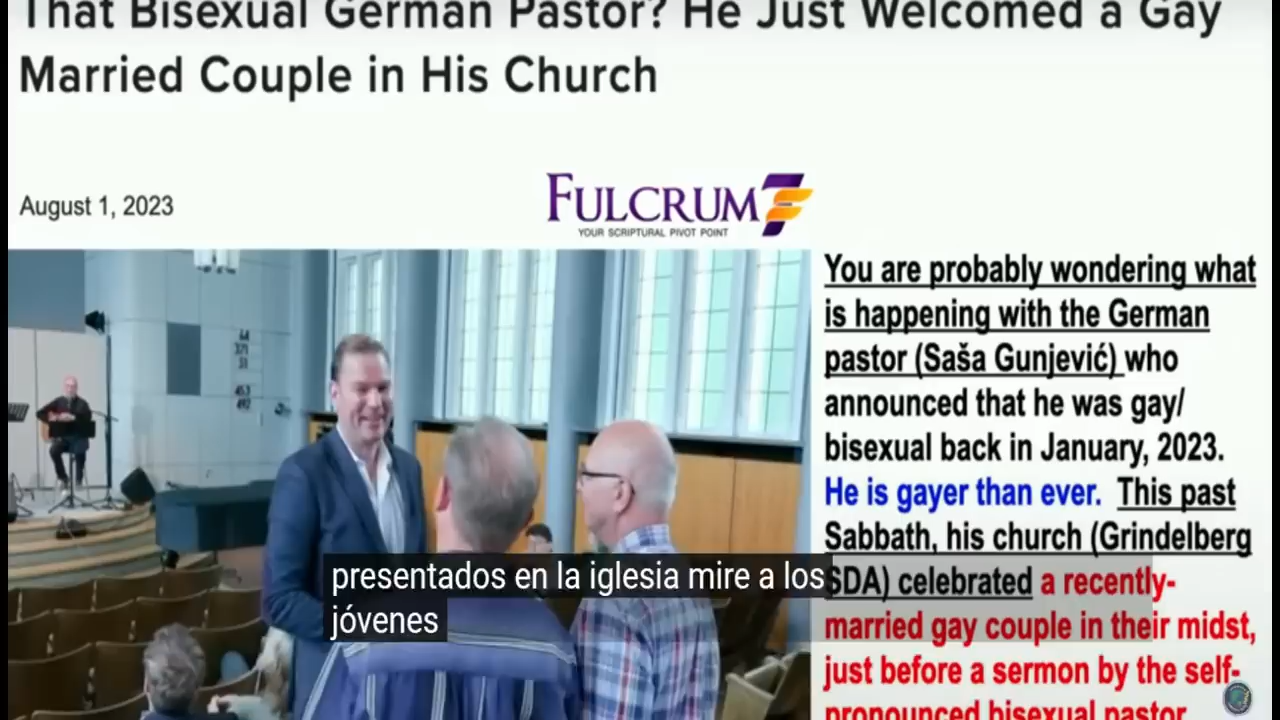 That Bisexual German Pastor? He Just Welcomed a Gay
Married Couple in His Church
August 1, 2023
FULCRUM7
YOUR SCRIPTURAL PIVOT POINT
You are probably wondering what
is happening with the German
pastor (Saša Gunjević) who
announced that he was gay/
bisexual back in January, 2023.
He is gayer than ever. This past
Sabbath, his church (Grindelberg
SDA) celebrated a recently-
married gay couple in their midst,
just before a sermon by the self-
pronounced bisexual pastor
presentados en la iglesia mire a los
jóvenes